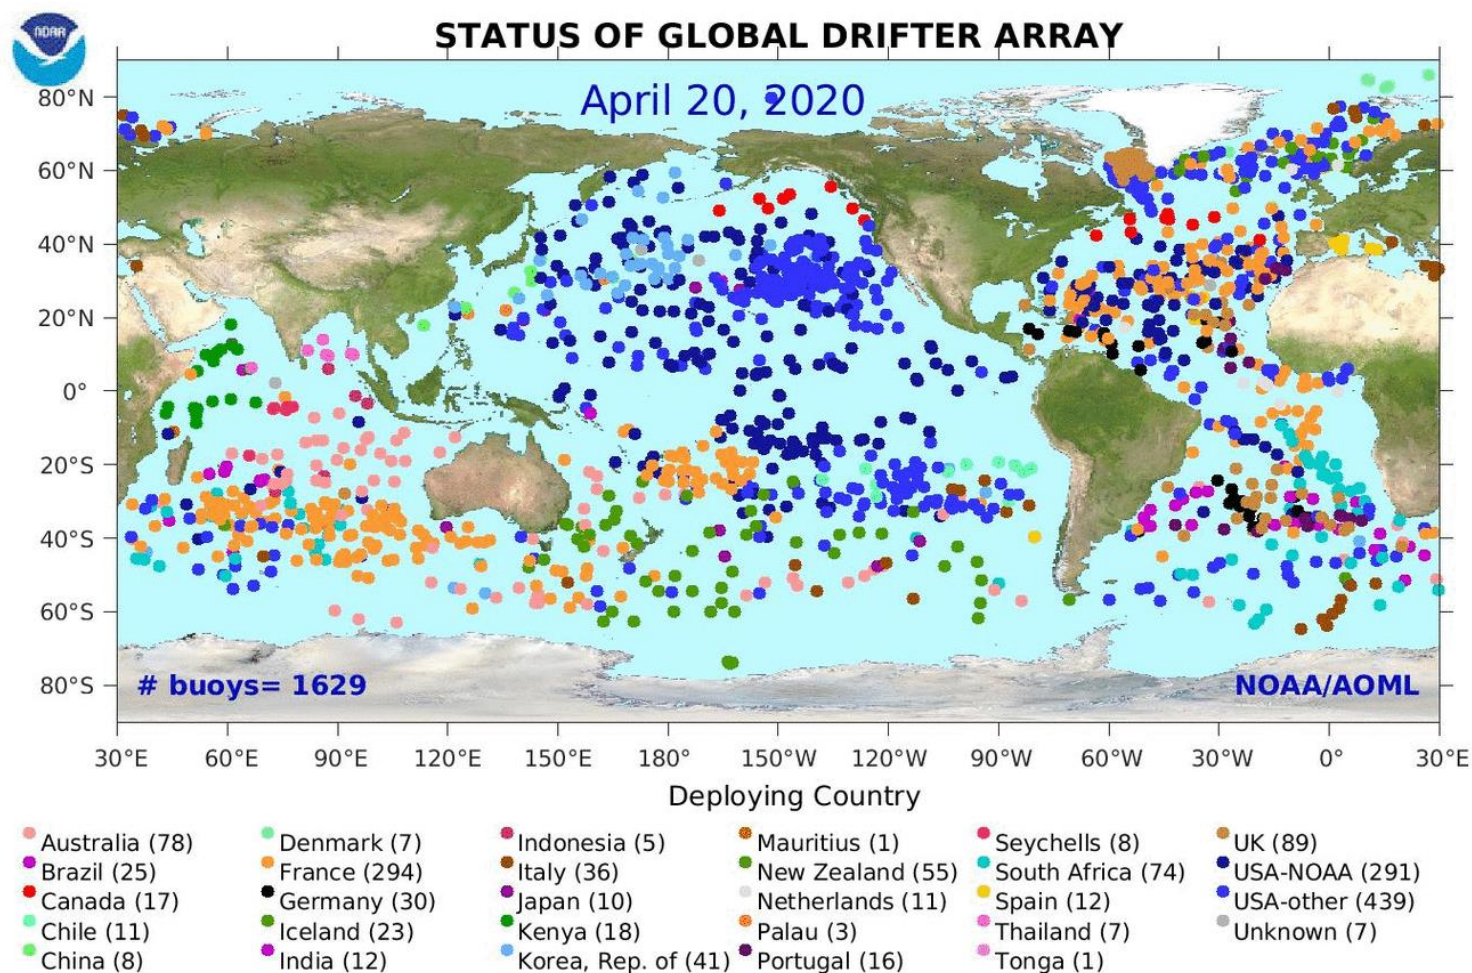 NOAA
STATUS OF GLOBAL DRIFTER ARRAY
April 20, 2020
80°N
60°N
40°N
20°N
0°
20°S
40°S
60°S
80°S
# buoys= 1629
NOAA/AOML
30°E 60°E 90°E 120°E 150°E 180° 150°W 120°W 90°W 60°W 30°W 0° 30°E
Deploying Country
Australia (78) Denmark (7) Indonesia (5) Mauritius (1) Seychells (8) UK (89)
Brazil (25) France (294) Italy (36) New Zealand (55) South Africa (74) USA-NOAA (291)
Canada (17) Germany (30) Japan (10) Netherlands (11) Spain (12) USA-other (439)
Chile (11) Iceland (23) Kenya (18) Palau (3) Thailand (7) Unknown (7)
China (8) India (12) Korea, Rep. of (41) Portugal (16) Tonga (1)